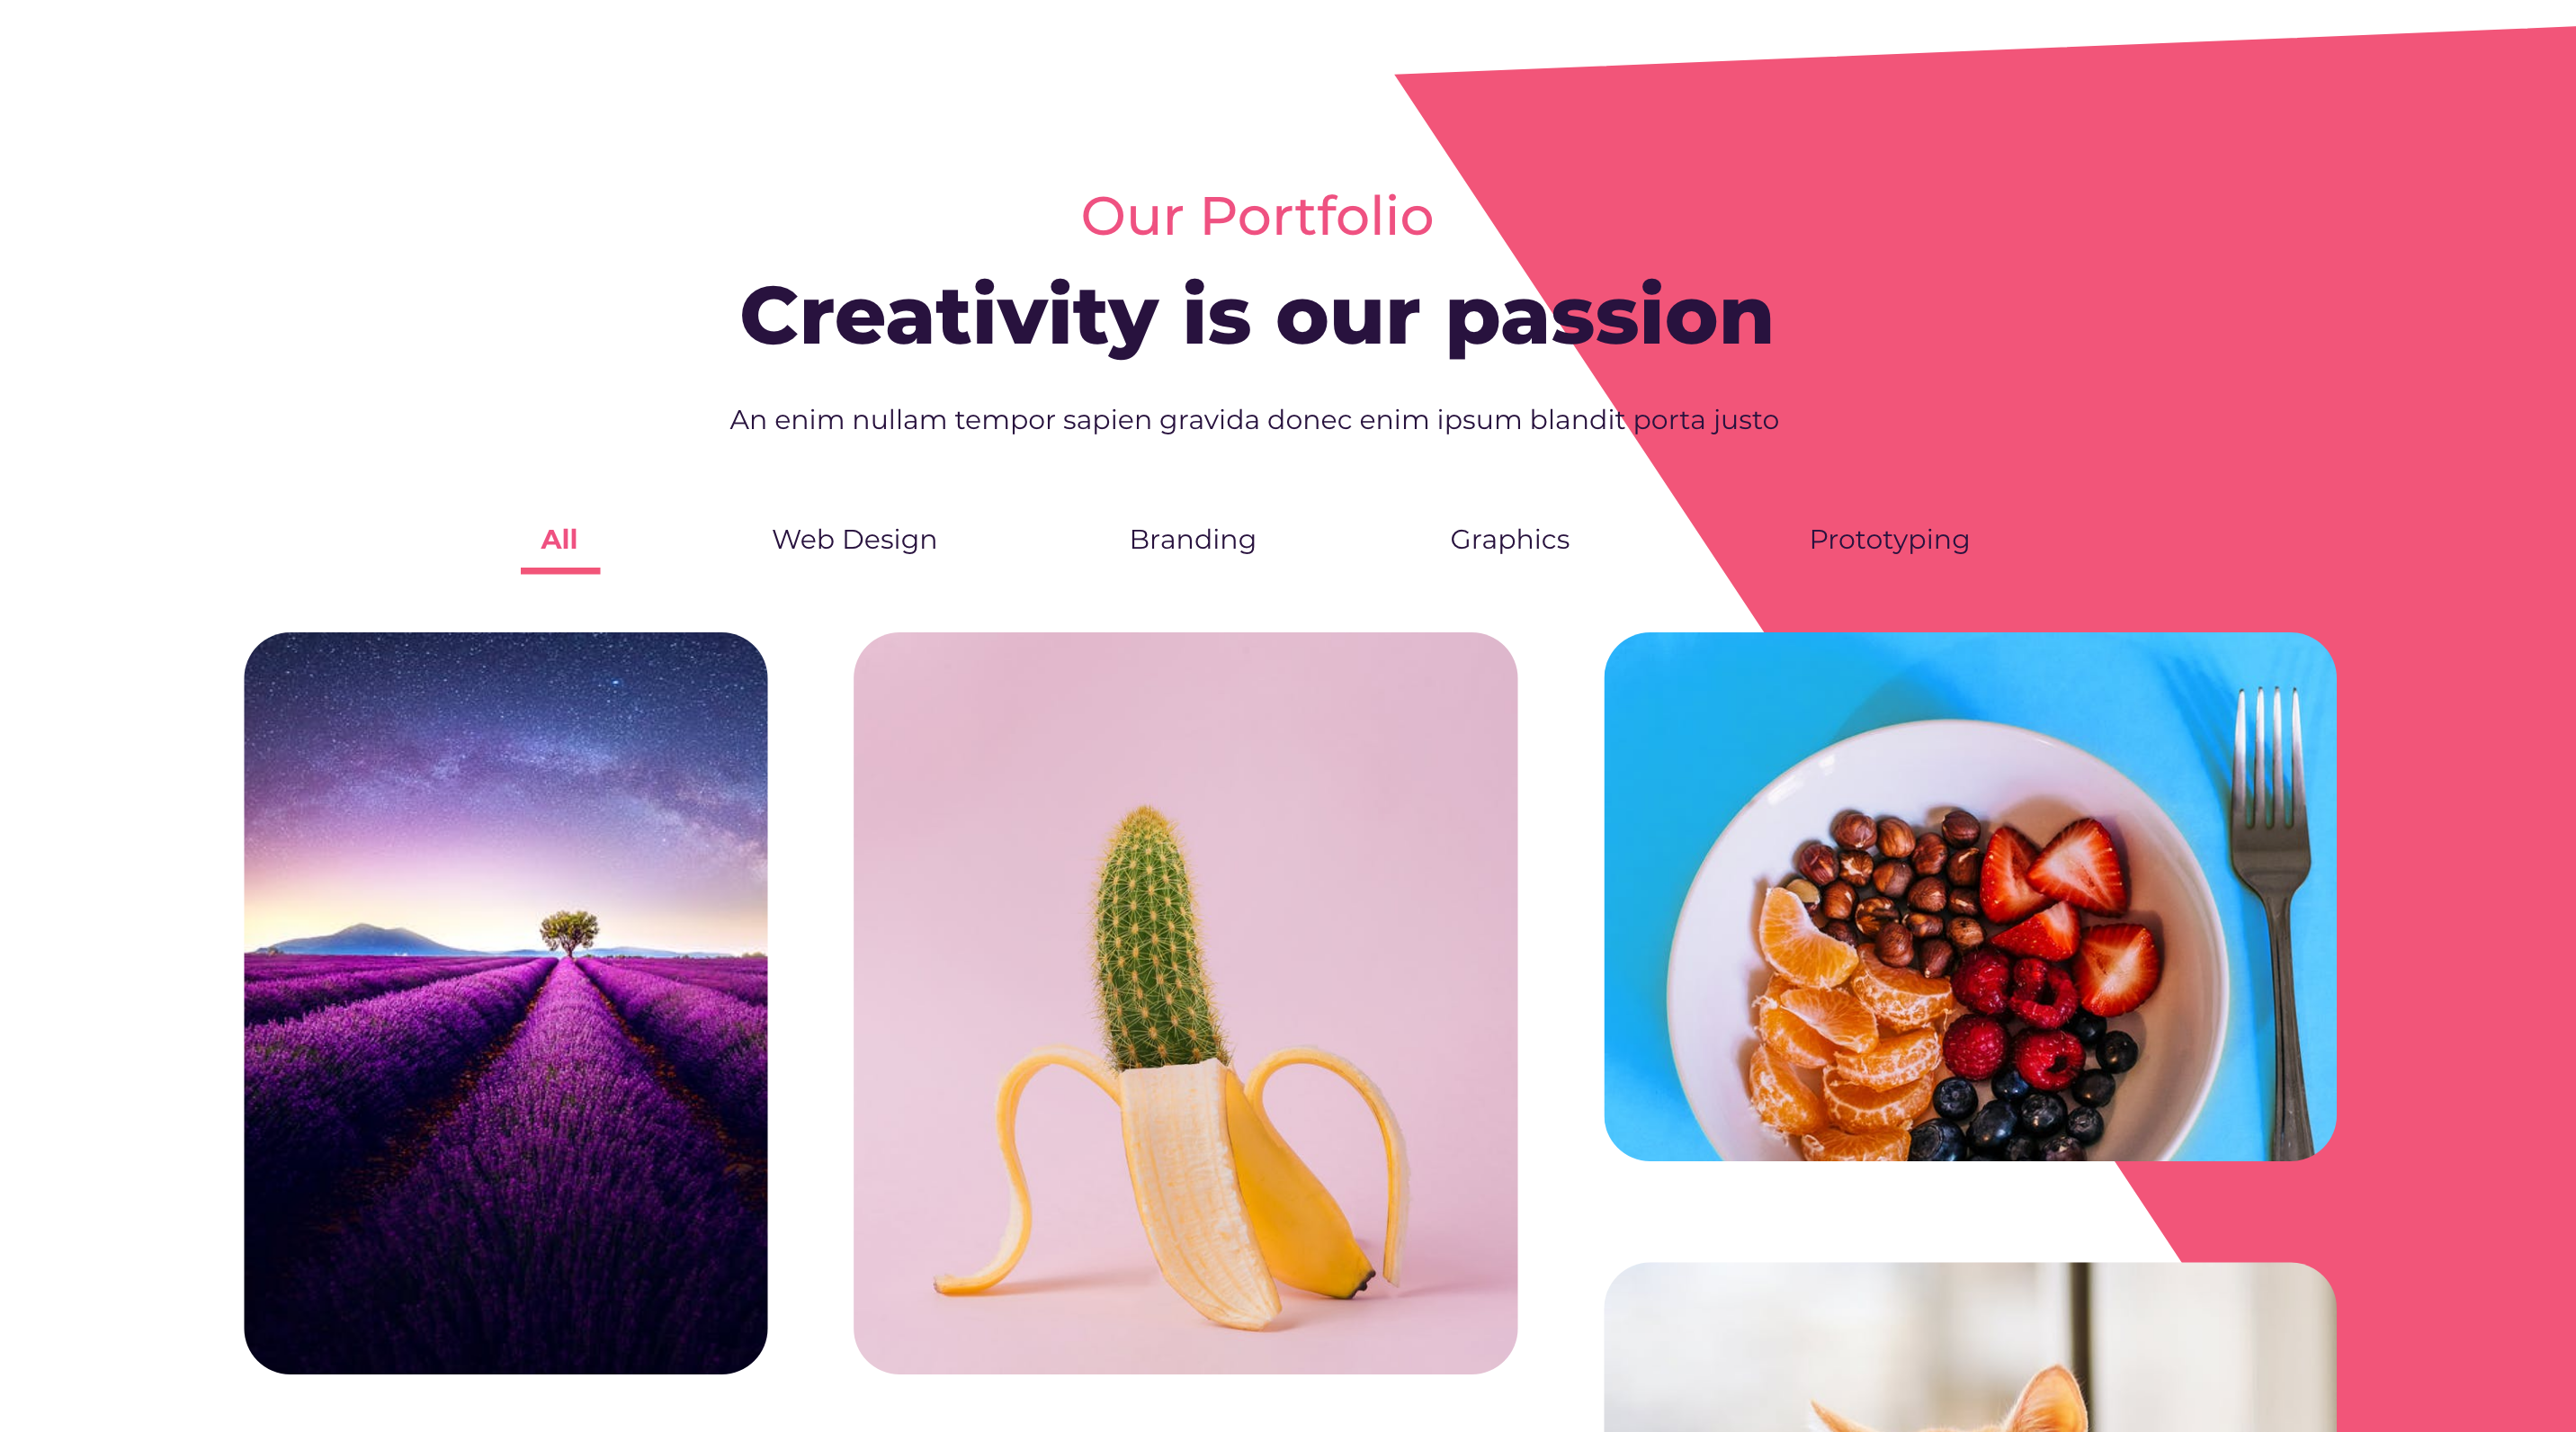 Our Portfolio
Creativity is our passion
An enim nullam tempor sapien gravida donec enim ipsum blandit porta justo
All Web Design Branding Graphics Prototyping